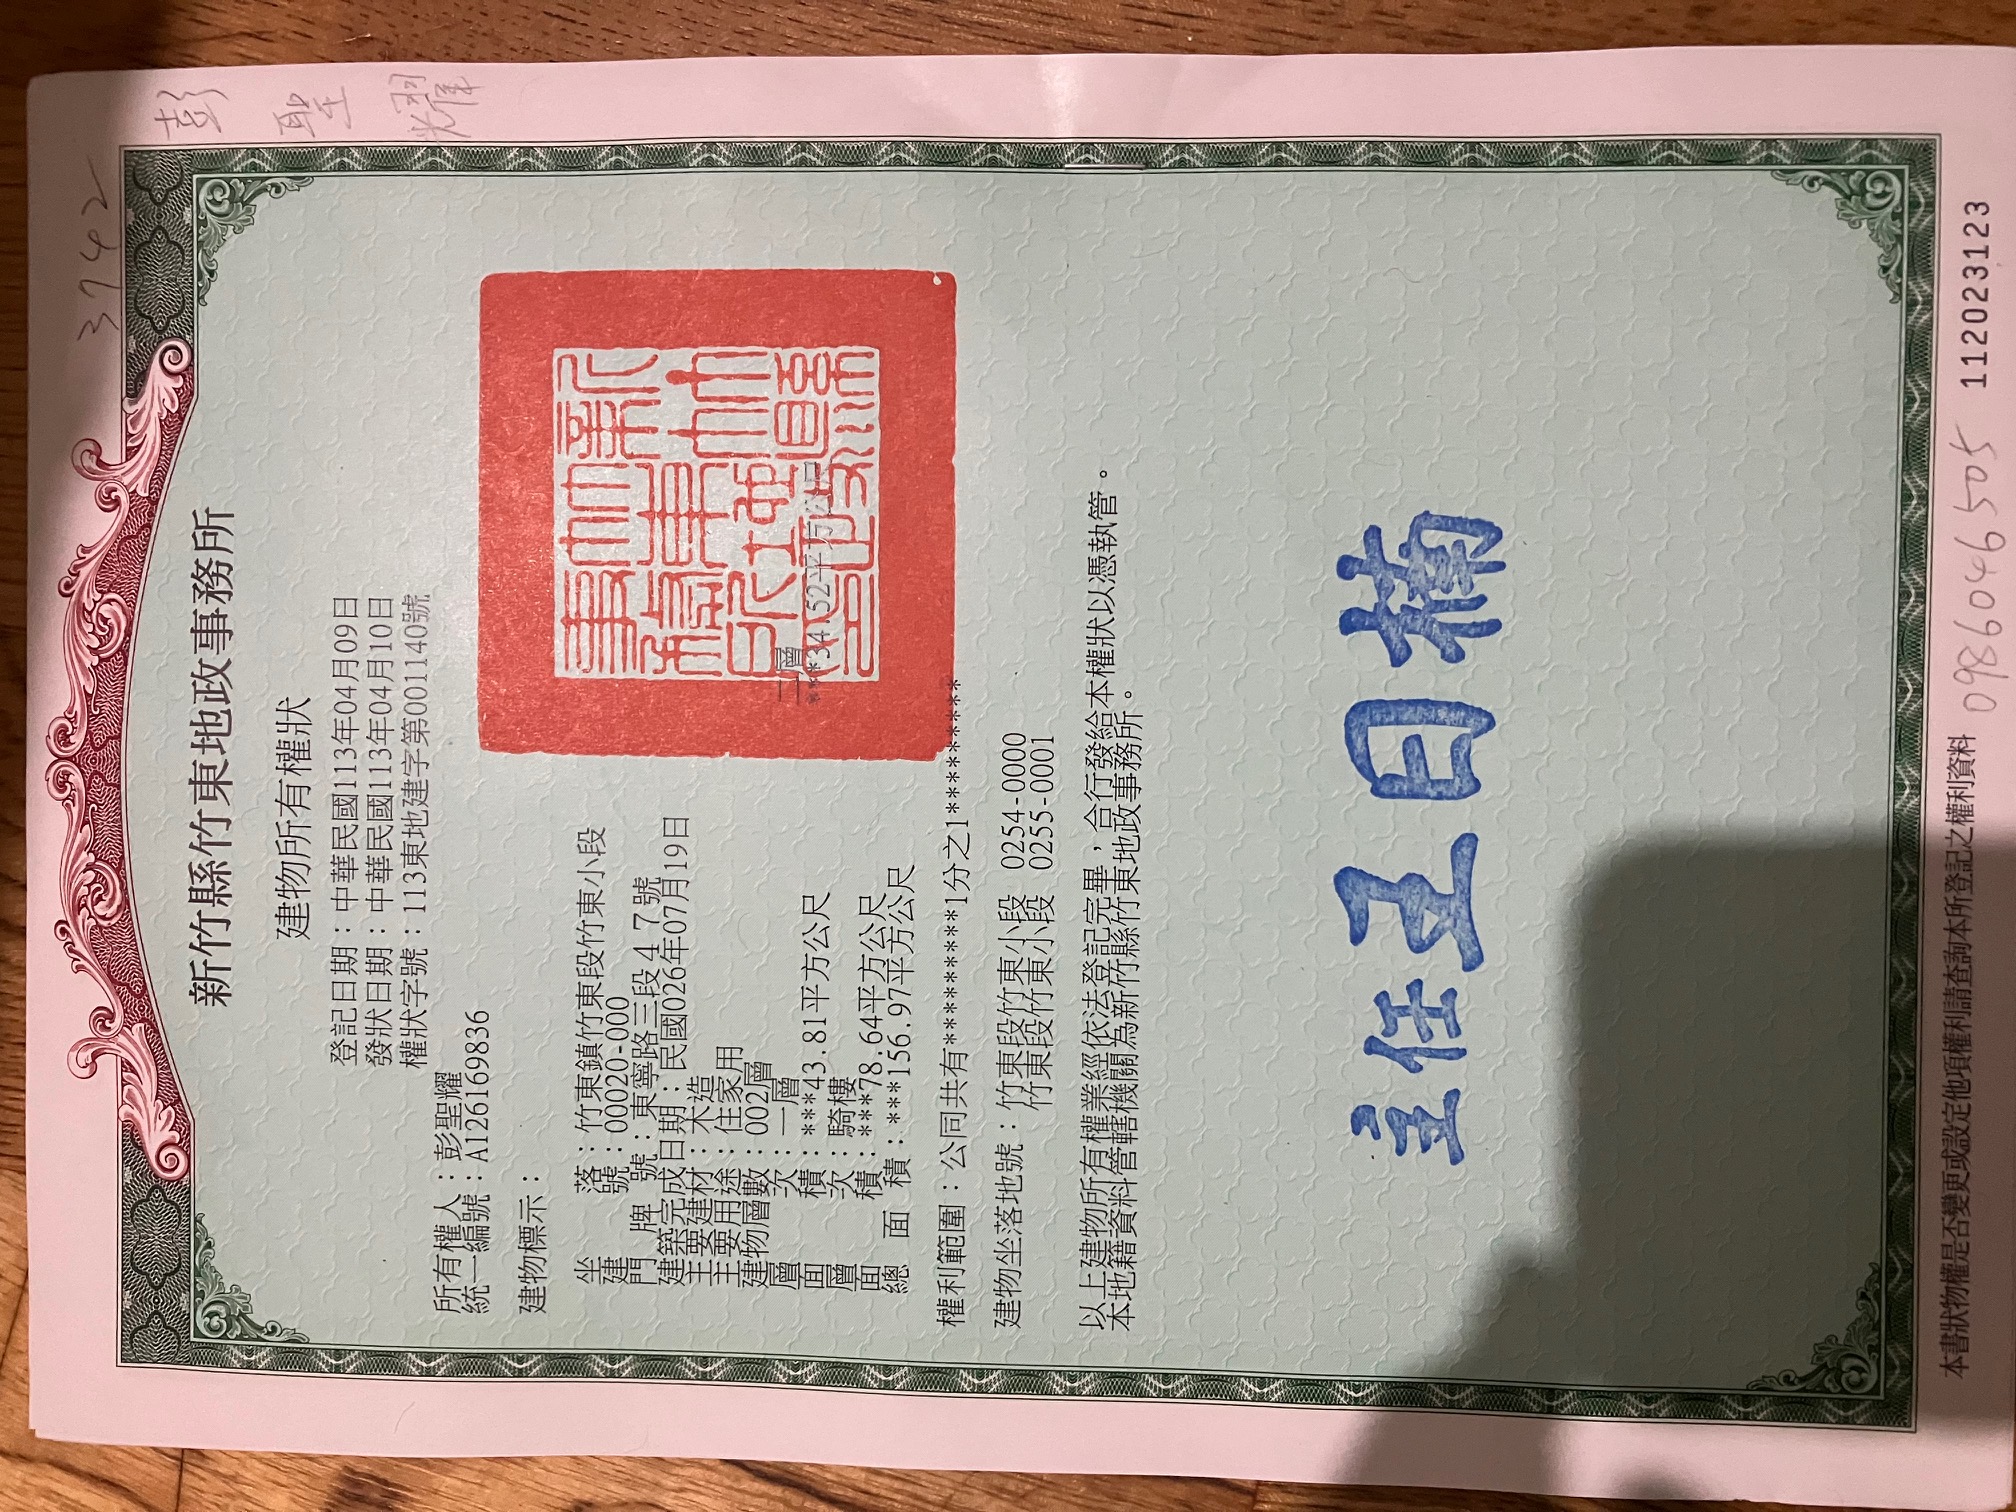 3742
彭聖耀
新竹縣竹東地政事務所
建物所有權狀
登記日期：中華民國113年04月09日
發狀日期：中華民國113年04月10日
權狀字號：113東地建字第001140號
所有權人：彭聖耀
統一編號：A126169836
建物標示：
坐　　落：竹東鎮竹東段竹東小段
建　　號：00020-000
門 牌 號：東寧路三段４７號
建築完成日期：民國026年07月19日
主要建材：木造
主要用途：住家用
建物層數：002層
層　　次：一層　二層
面　　積：***43.81平方公尺　***34.52平方公尺
層　　次：騎樓
面　　積：***78.64平方公尺
總 面 積：***156.97平方公尺
新竹縣竹東地政事務所印
權利範圍：公同共有*********1分之1*********
建物坐落地號：竹東段竹東小段 0254-0000
竹東段竹東小段 0255-0001
以上建物所有權業經依法登記完畢，合行發給本權狀以憑執管。
本地籍資料管轄機關為新竹縣竹東地政事務所。
主任王日楠
本書狀物權是否變更或設定他項權利請查詢本所登記之權利資料
0986046505
112023123